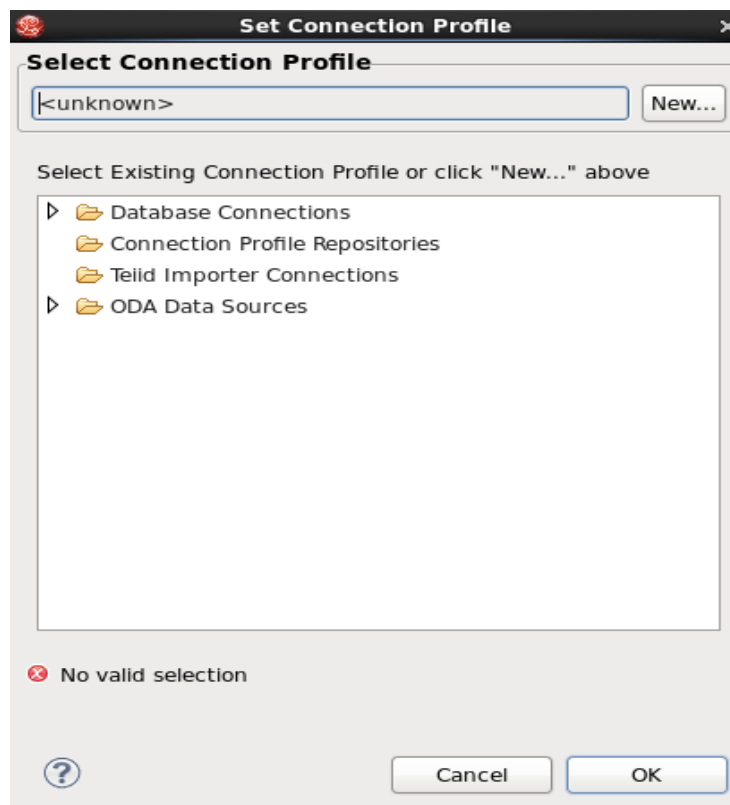 Set Connection Profile
Select Connection Profile
<unknown>
New...
Select Existing Connection Profile or click "New..." above
Database Connections
Connection Profile Repositories
Teiid Importer Connections
ODA Data Sources
No valid selection
?
Cancel
OK